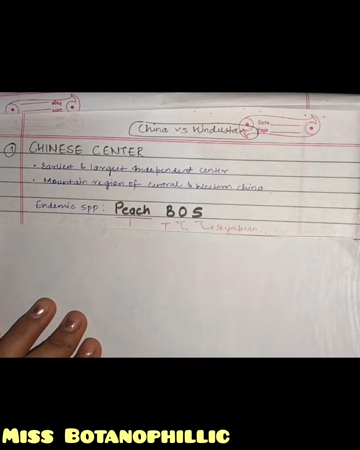 China vs Hindustan
① CHINESE CENTER
• Earliest & largest independent center
• Mountain region of central & Western china
Endemic spp: Peach BOS
↳ Soyabean
Miss Botanophillic